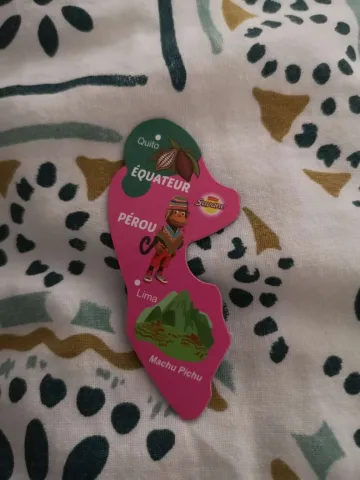 Quito
ÉQUATEUR
PÉROU
Savane
Lima
Machu Pichu